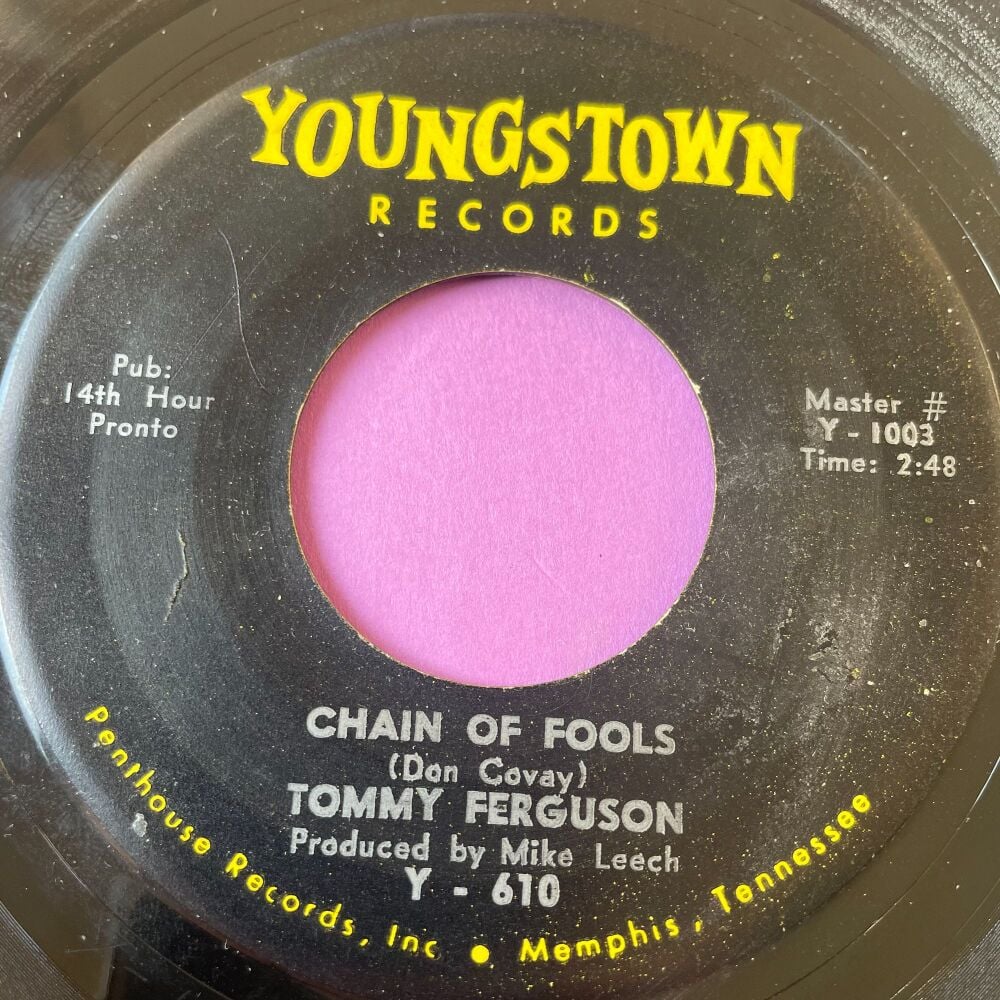 YOUNGSTOWN
RECORDS
Pub:
14th Hour
Pronto
Master #
Y - 1003
Time: 2:48
CHAIN OF FOOLS
(Don Covay)
TOMMY FERGUSON
Produced by Mike Leech
Y - 610
Penthouse Records, Inc • Memphis, Tennessee